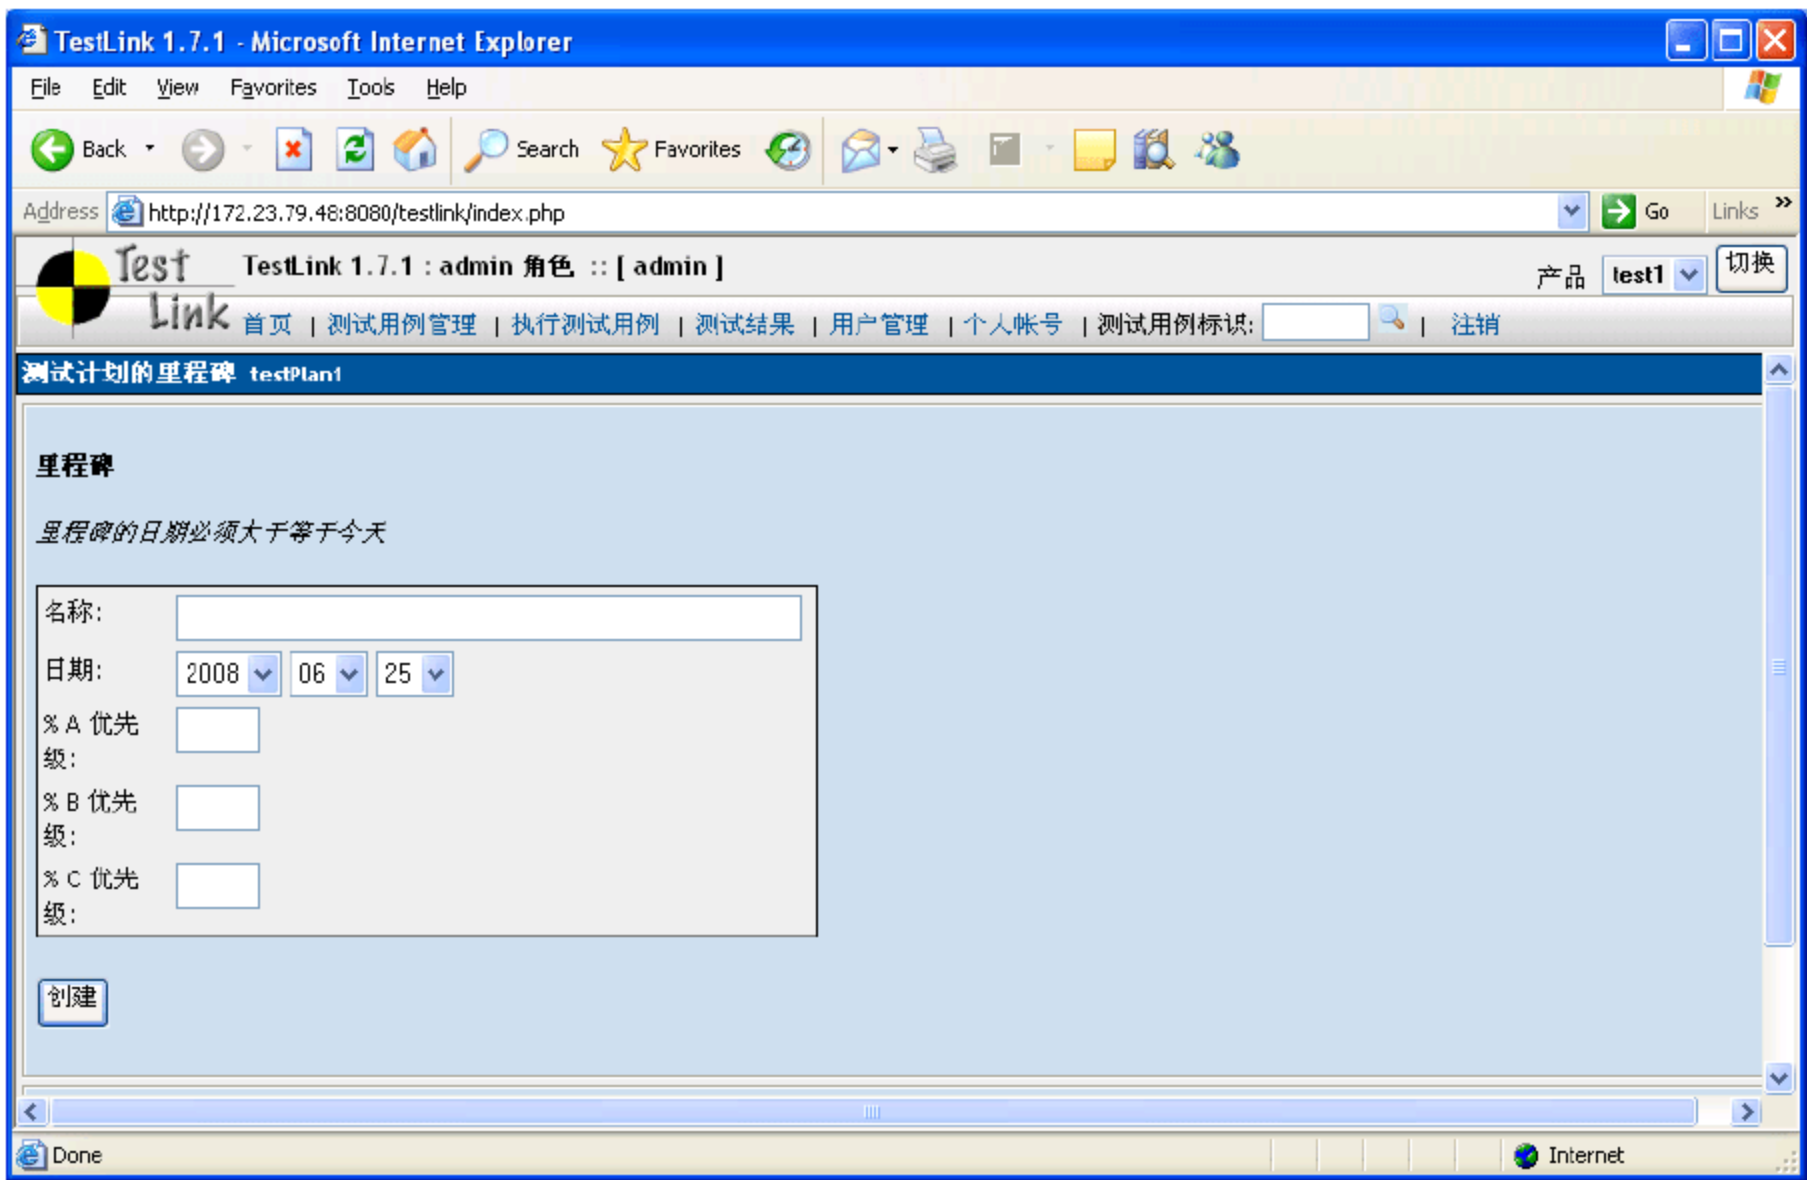 TestLink 1.7.1 - Microsoft Internet Explorer
File Edit View Favorites Tools Help
Back Search Favorites
Address http://172.23.79.48:8080/testlink/index.php Go Links »
Test Link
TestLink 1.7.1 : admin 角色 :: [ admin ]
产品 test1 切换
首页 | 测试用例管理 | 执行测试用例 | 测试结果 | 用户管理 | 个人帐号 | 测试用例标识: | 注销
测试计划的里程碑 testPlan1
里程碑
里程碑的日期必须大于等于今天
名称:
日期: 2008 06 25
% A 优先
级:
% B 优先
级:
% C 优先
级:
创建
Done Internet